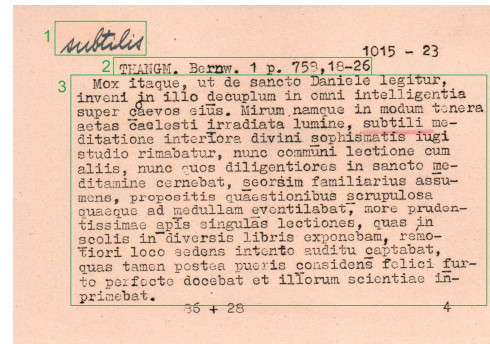 1 subtilis
1015 - 23
2 THANGM. Bernw. 1 p. 758,18-26
3 Mox itaque, ut de sancto Daniele legitur,
inveni in illo decuplum in omni intelligentia
super caevos eius. Mirum namque in modum tenera
aetas caelesti irradiata lumine, subtili me-
ditatione interiora divini sophismatis iugi
studio rimabatur, nunc communi lectione cum
aliis, nunc quos diligentiores in sancto me-
ditamine cernebat, seorsim familiarius assu-
mens, propositis quaestionibus scrupulosa
quaeque ad medullam eventilabat, more pruden-
tissimae apis singulas lectiones, quas in
scolis in diversis libris exponebam, remo-
tiori loco sedens intento auditu captabat,
quas tamen postea pueris considens felici fur-
to perfecte docebat et illorum scientiae in-
primebat.
86 + 28 4